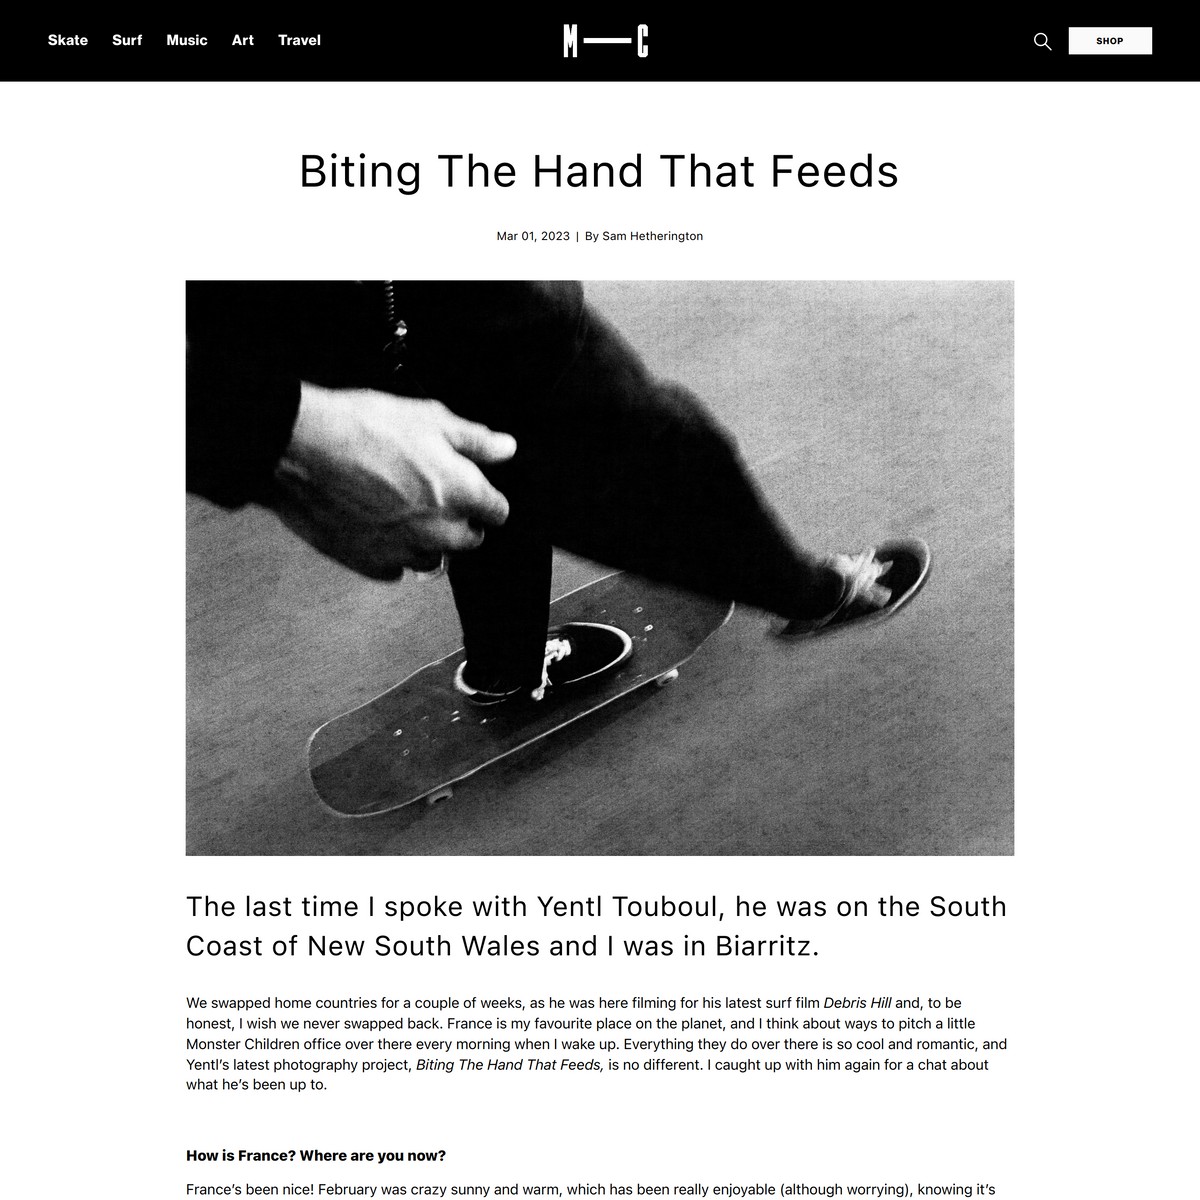 Skate Surf Music Art Travel
M—C
SHOP
Biting The Hand That Feeds
Mar 01, 2023 | By Sam Hetherington
The last time I spoke with Yentl Touboul, he was on the South
Coast of New South Wales and I was in Biarritz.
We swapped home countries for a couple of weeks, as he was here filming for his latest surf film Debris Hill and, to be
honest, I wish we never swapped back. France is my favourite place on the planet, and I think about ways to pitch a little
Monster Children office over there every morning when I wake up. Everything they do over there is so cool and romantic, and
Yentl’s latest photography project, Biting The Hand That Feeds, is no different. I caught up with him again for a chat about
what he’s been up to.
How is France? Where are you now?
France’s been nice! February was crazy sunny and warm, which has been really enjoyable (although worrying), knowing it’s